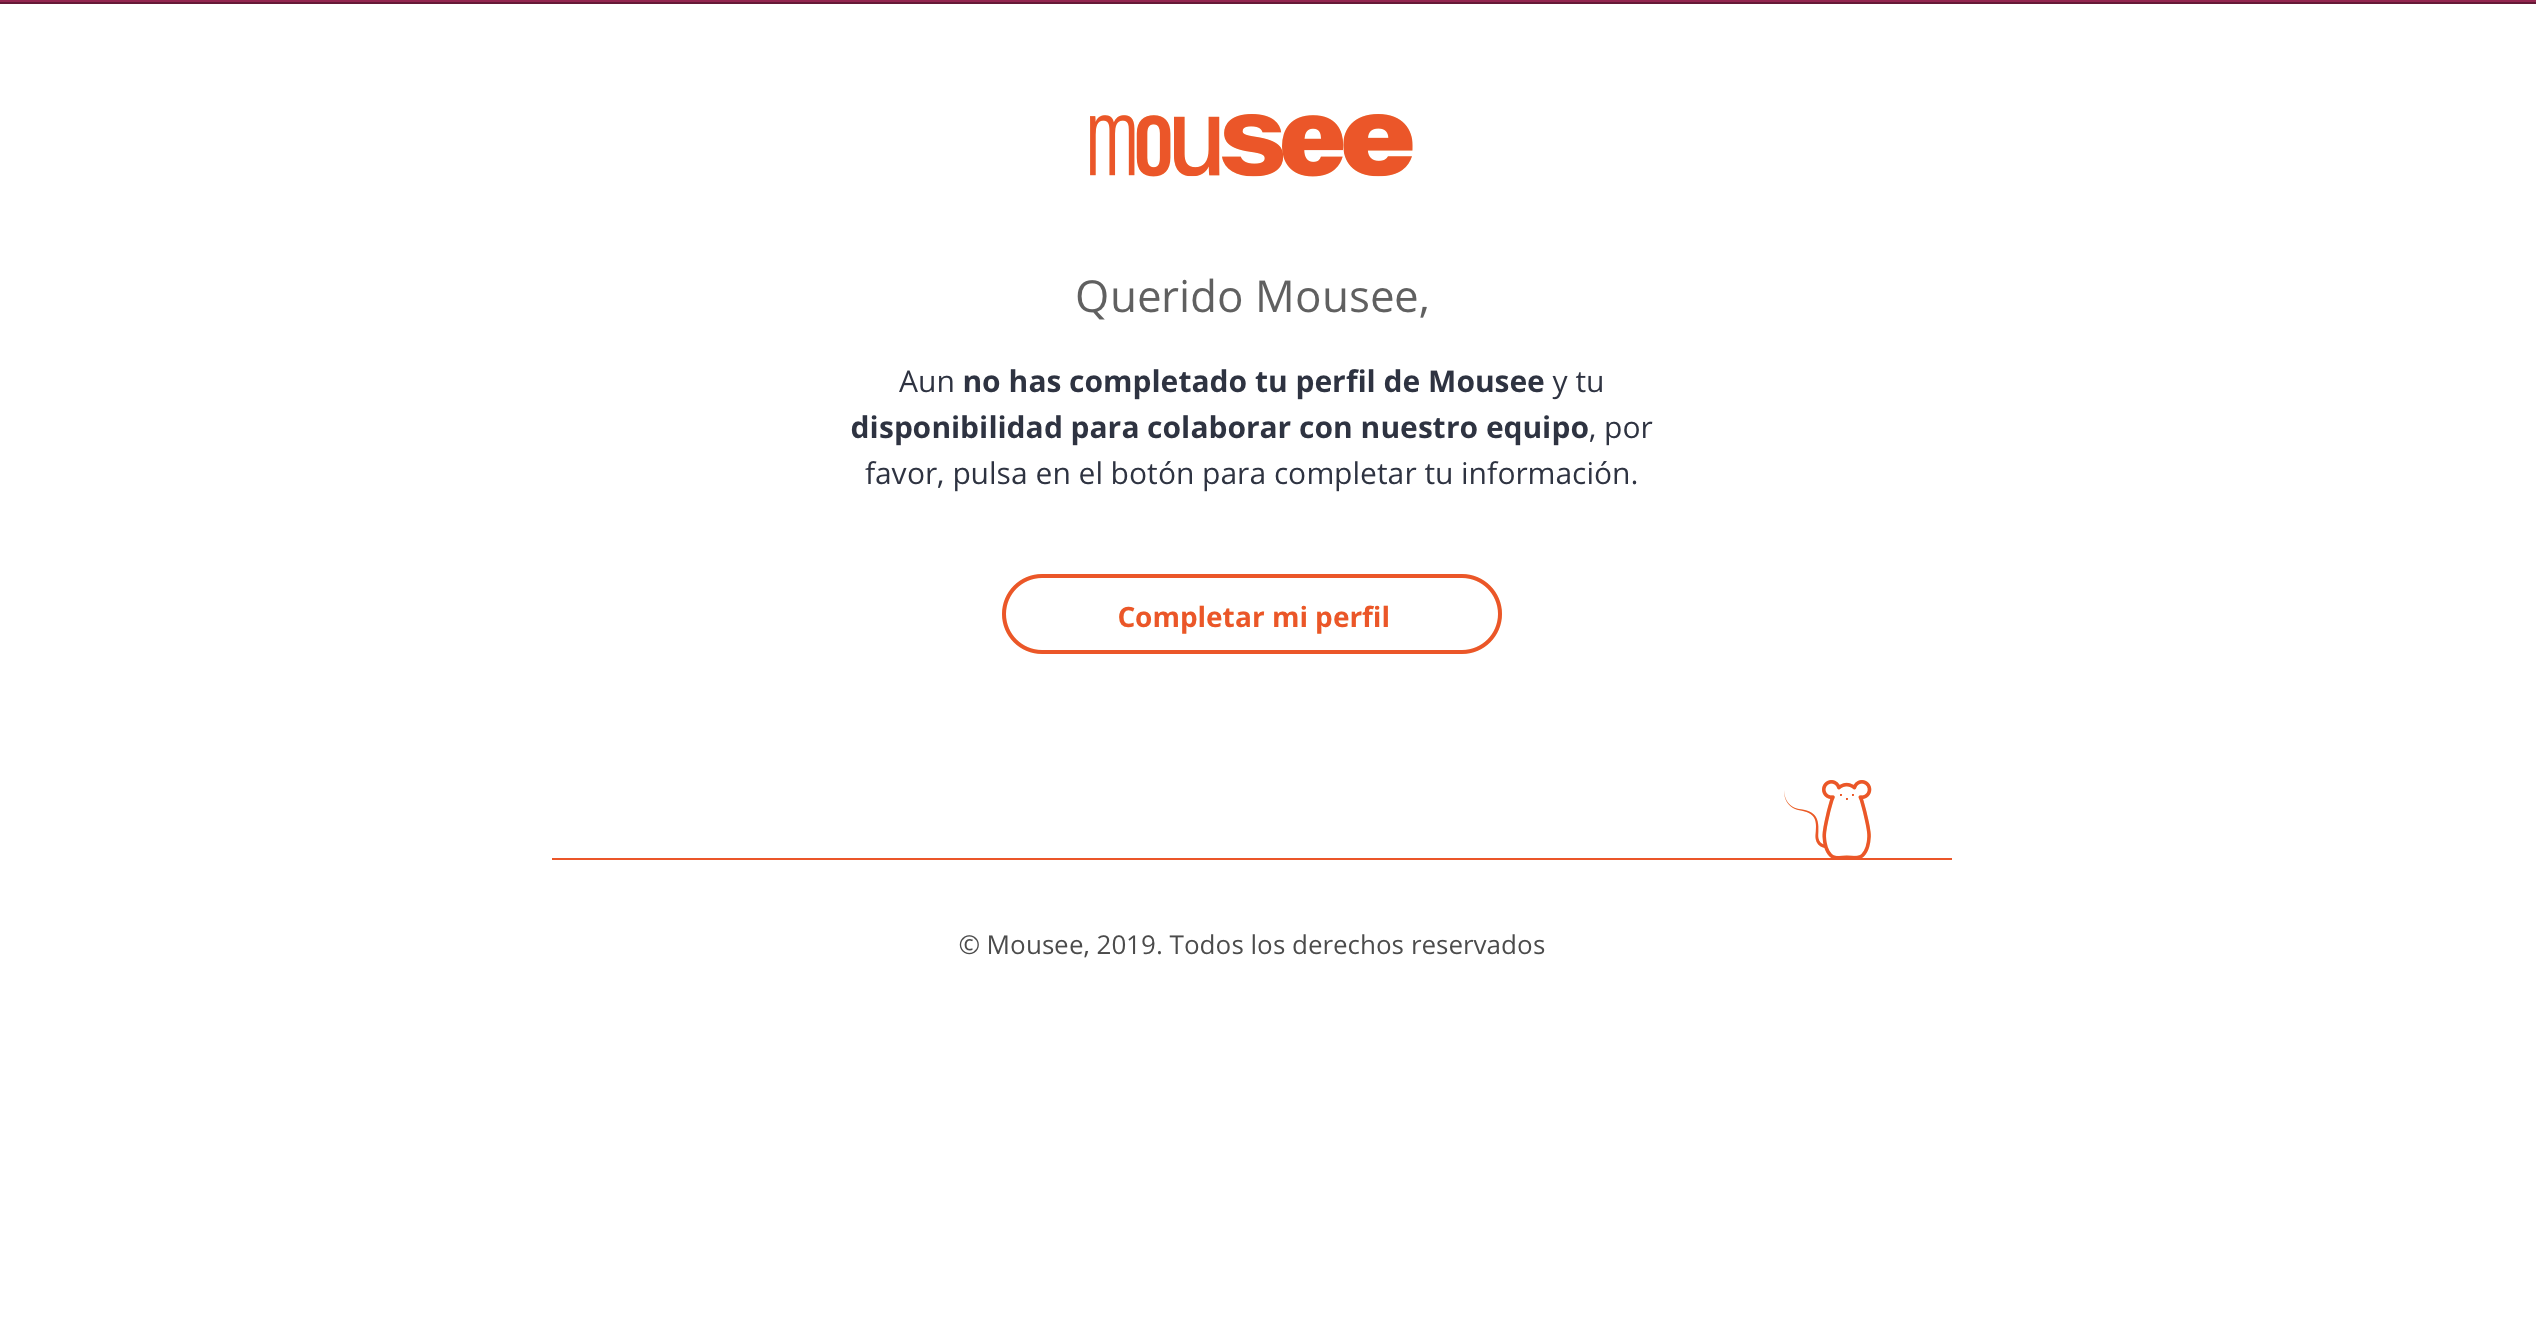 mousee
Querido Mousee,
Aun no has completado tu perfil de Mousee y tu
disponibilidad para colaborar con nuestro equipo, por
favor, pulsa en el botón para completar tu información.
Completar mi perfil
© Mousee, 2019. Todos los derechos reservados